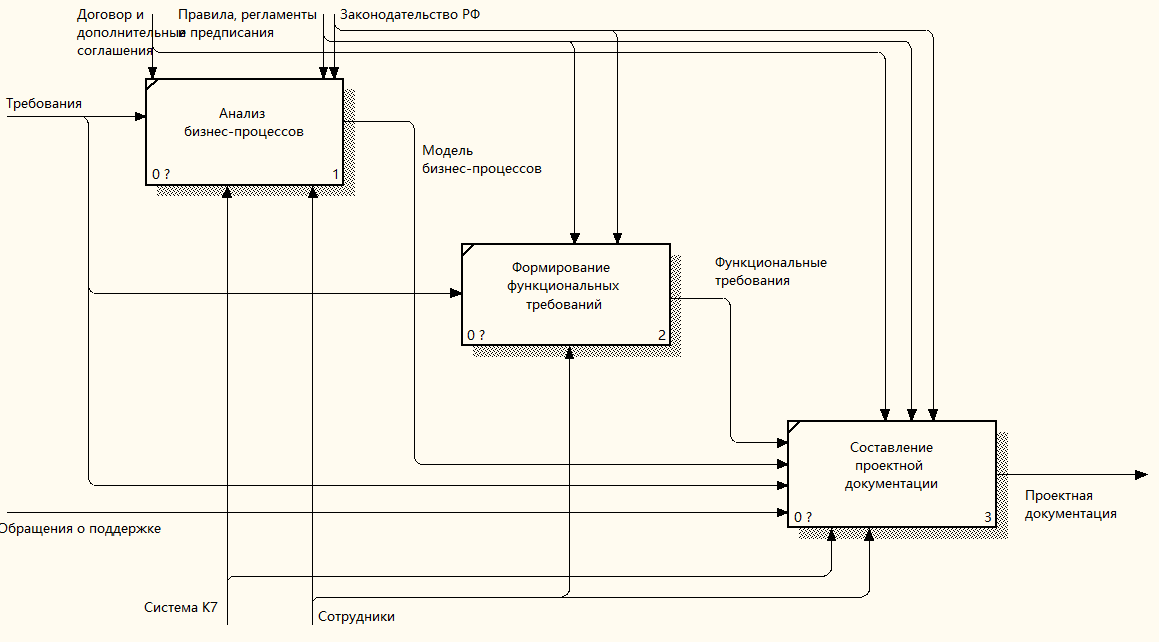 Договор и
дополнительные
соглашения
Правила, регламенты
и предписания
Законодательство РФ
Требования
Анализ
бизнес-процессов
0 ?
1
Модель
бизнес-процессов
Формирование
функциональных
требований
0 ?
2
Функциональные
требования
Составление
проектной
документации
0 ?
3
Проектная
документация
Обращения о поддержке
Система К7
Сотрудники